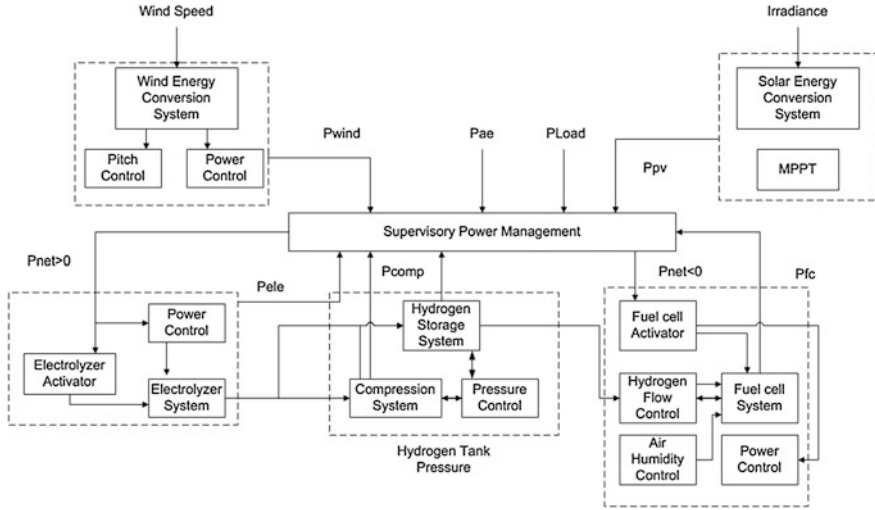 Wind Speed
Irradiance
Wind Energy
Conversion
System
Pitch
Control
Power
Control
Pwind
Pae
PLoad
Ppv
Solar Energy
Conversion
System
MPPT
Supervisory Power Management
Pnet>0
Pele
Pcomp
Pnet<0
Pfc
Power
Control
Electrolyzer
Activator
Electrolyzer
System
Hydrogen
Storage
System
Compression
System
Pressure
Control
Hydrogen Tank
Pressure
Fuel cell
Activator
Hydrogen
Flow
Control
Fuel cell
System
Air
Humidity
Control
Power
Control